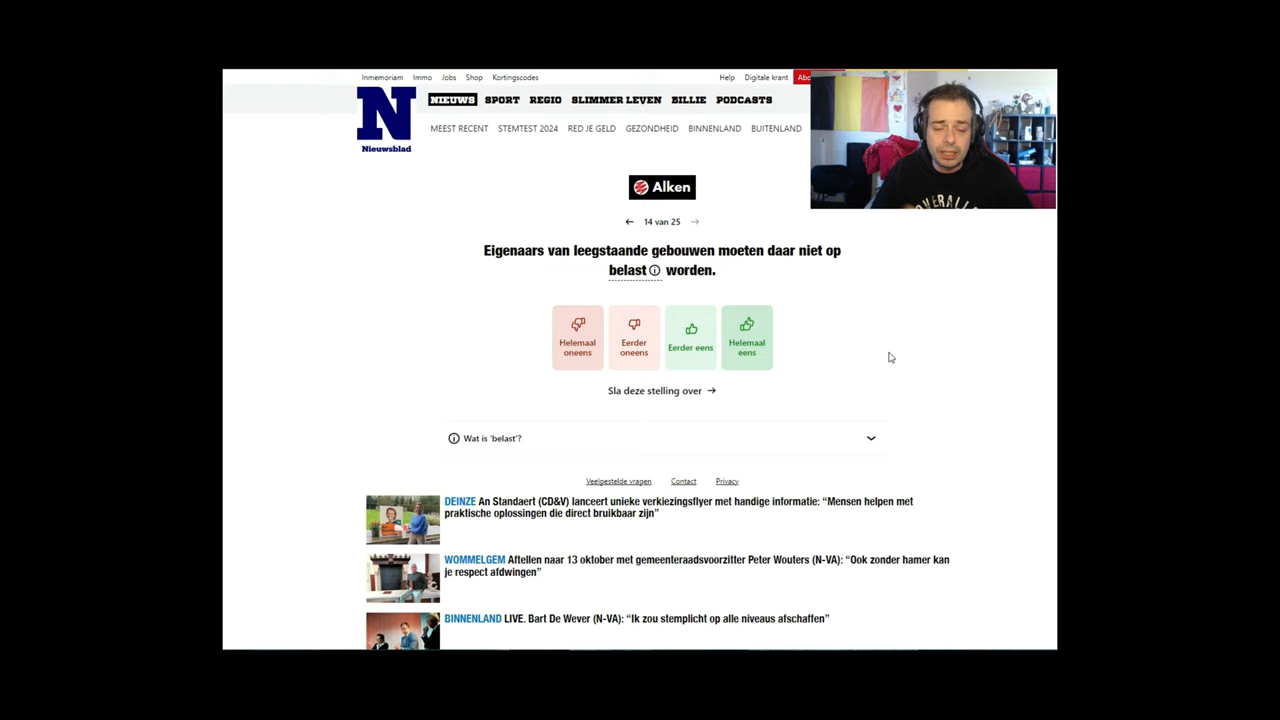 Inmemoriam Immo Jobs Shop Kortingscodes
Help Digitale krant
N
Nieuwsblad
NIEUWS SPORT REGIO SLIMMER LEVEN BILLIE PODCASTS
MEEST RECENT STEMTEST 2024 RED JE GELD GEZONDHEID BINNENLAND BUITENLAND
Alken
14 van 25
Eigenaars van leegstaande gebouwen moeten daar niet op
belast worden.
Helemaal
oneens
Eerder
oneens
Eerder eens
Helemaal
eens
Sla deze stelling over
Wat is 'belast'?
Veelgestelde vragen Contact Privacy
DEINZE An Standaert (CD&V) lanceert unieke verkiezingsflyer met handige informatie: “Mensen helpen met
praktische oplossingen die direct bruikbaar zijn”
WOMMELGEM Aftellen naar 13 oktober met gemeenteraadsvoorzitter Peter Wouters (N-VA): “Ook zonder hamer kan
je respect afdwingen”
BINNENLAND LIVE. Bart De Wever (N-VA): “Ik zou stemplicht op alle niveaus afschaffen”